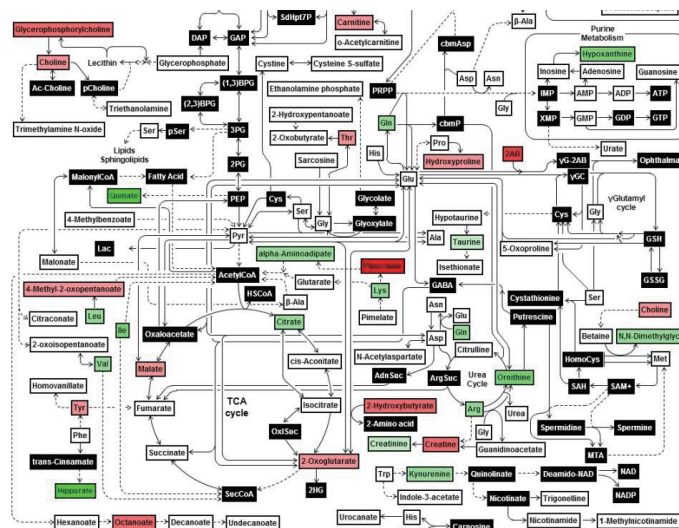 SdHpt7P
Carnitine
β-Ala
Purine
Metabolism
Glycerophosphorylcholine
DAP
GAP
o-Acetylcarnitine
cbmAsp
Hypoxanthine
Choline
Lecithin
Glycerophosphate
Cystine
Cysteine S-sulfate
Asp
Asn
Inosine
Adenosine
Guanosine
Ac-Choline
pCholine
(1,3)BPG
Ethanolamine phosphate
PRPP
IMP
AMP
ADP
ATP
Triethanolamine
(2,3)BPG
2-Hydroxypentanoate
Gln
cbmP
Gly
XMP
GMP
GDP
GTP
Trimethylamine N-oxide
Ser
pSer
3PG
2-Oxobutyrate
Thr
Pro
Urate
Lipids
Sphingolipids
Sarcosine
His
Hydroxyproline
2AB
γG-2AB
Ophthalma
MalonylCoA
Fatty Acid
2PG
Glu
γGC
Quinate
PEP
Cys
Glycolate
γGlutamyl
cycle
Ser
Hypotaurine
Cys
Gly
4-Methylbenzoate
Pyr
Gly
Glyoxylate
Ala
Taurine
GSH
Lac
5-Oxoproline
Malonate
alpha-Aminoadipate
Isethionate
AcetylCoA
Glutarate
GABA
GSSG
4-Methyl-2-oxopentanoate
HSCoA
β-Ala
Lys
Asn
Cystathionine
Ser
Citraconate
Leu
Ile
Pimelate
Glu
Putrescine
Choline
Citrate
Gln
Oxaloacetate
Asp
Betaine
N,N-Dimethylgly
2-oxoisopentanoate
Citrulline
Val
cis-Aconitate
N-Acetylaspartate
HomoCys
Met
Malate
AdnSuc
ArgSuc
Urea
Cycle
Ornithine
Homovanillate
TCA
cycle
SAH
SAM+
Tyr
Fumarate
Isocitrate
2-Hydroxybutyrate
Arg
Urea
2-Amino acid
Phe
OxlSuc
Gly
Spermidine
Spermine
Succinate
Creatinine
Creatine
Guanidinoacetate
trans-Cinnamate
2-Oxoglutarate
MTA
Trp
Kynurenine
Quinolinate
Deamido-NAD
NAD
Hippurate
2HG
SucCoA
Indole-3-acetate
Nicotinate
Trigonelline
NADP
Hexanoate
Octanoate
Decanoate
Undecanoate
Urocanate
His
Carnosine
Nicotinamide
1-Methylnicotinamide